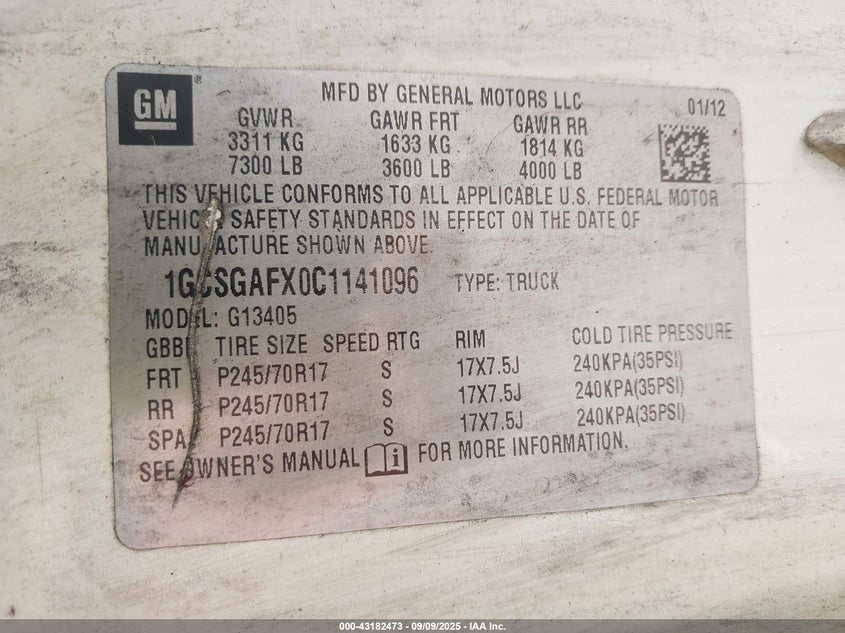 GM®
MFD BY GENERAL MOTORS LLC 01/12
GVWR GAWR FRT GAWR RR
3311 KG 1633 KG 1814 KG
7300 LB 3600 LB 4000 LB
THIS VEHICLE CONFORMS TO ALL APPLICABLE U.S. FEDERAL MOTOR
VEHICLE SAFETY STANDARDS IN EFFECT ON THE DATE OF
MANUFACTURE SHOWN ABOVE.
1GCSGAFX0C1141096 TYPE: TRUCK
MODEL: G13405
GBBI TIRE SIZE SPEED RTG RIM COLD TIRE PRESSURE
FRT P245/70R17 S 17X7.5J 240KPA(35PSI)
RR P245/70R17 S 17X7.5J 240KPA(35PSI)
SPA P245/70R17 S 17X7.5J 240KPA(35PSI)
SEE OWNER'S MANUAL i FOR MORE INFORMATION.
000-43182473 - 09/09/2025 - IAA Inc.